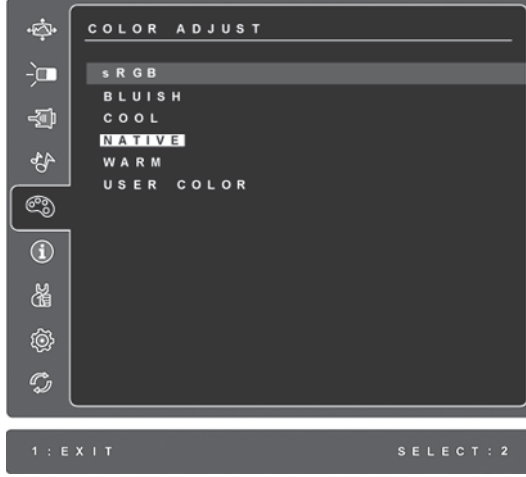 COLOR ADJUST
sRGB
BLUISH
COOL
NATIVE
WARM
USER COLOR
1:EXIT SELECT:2